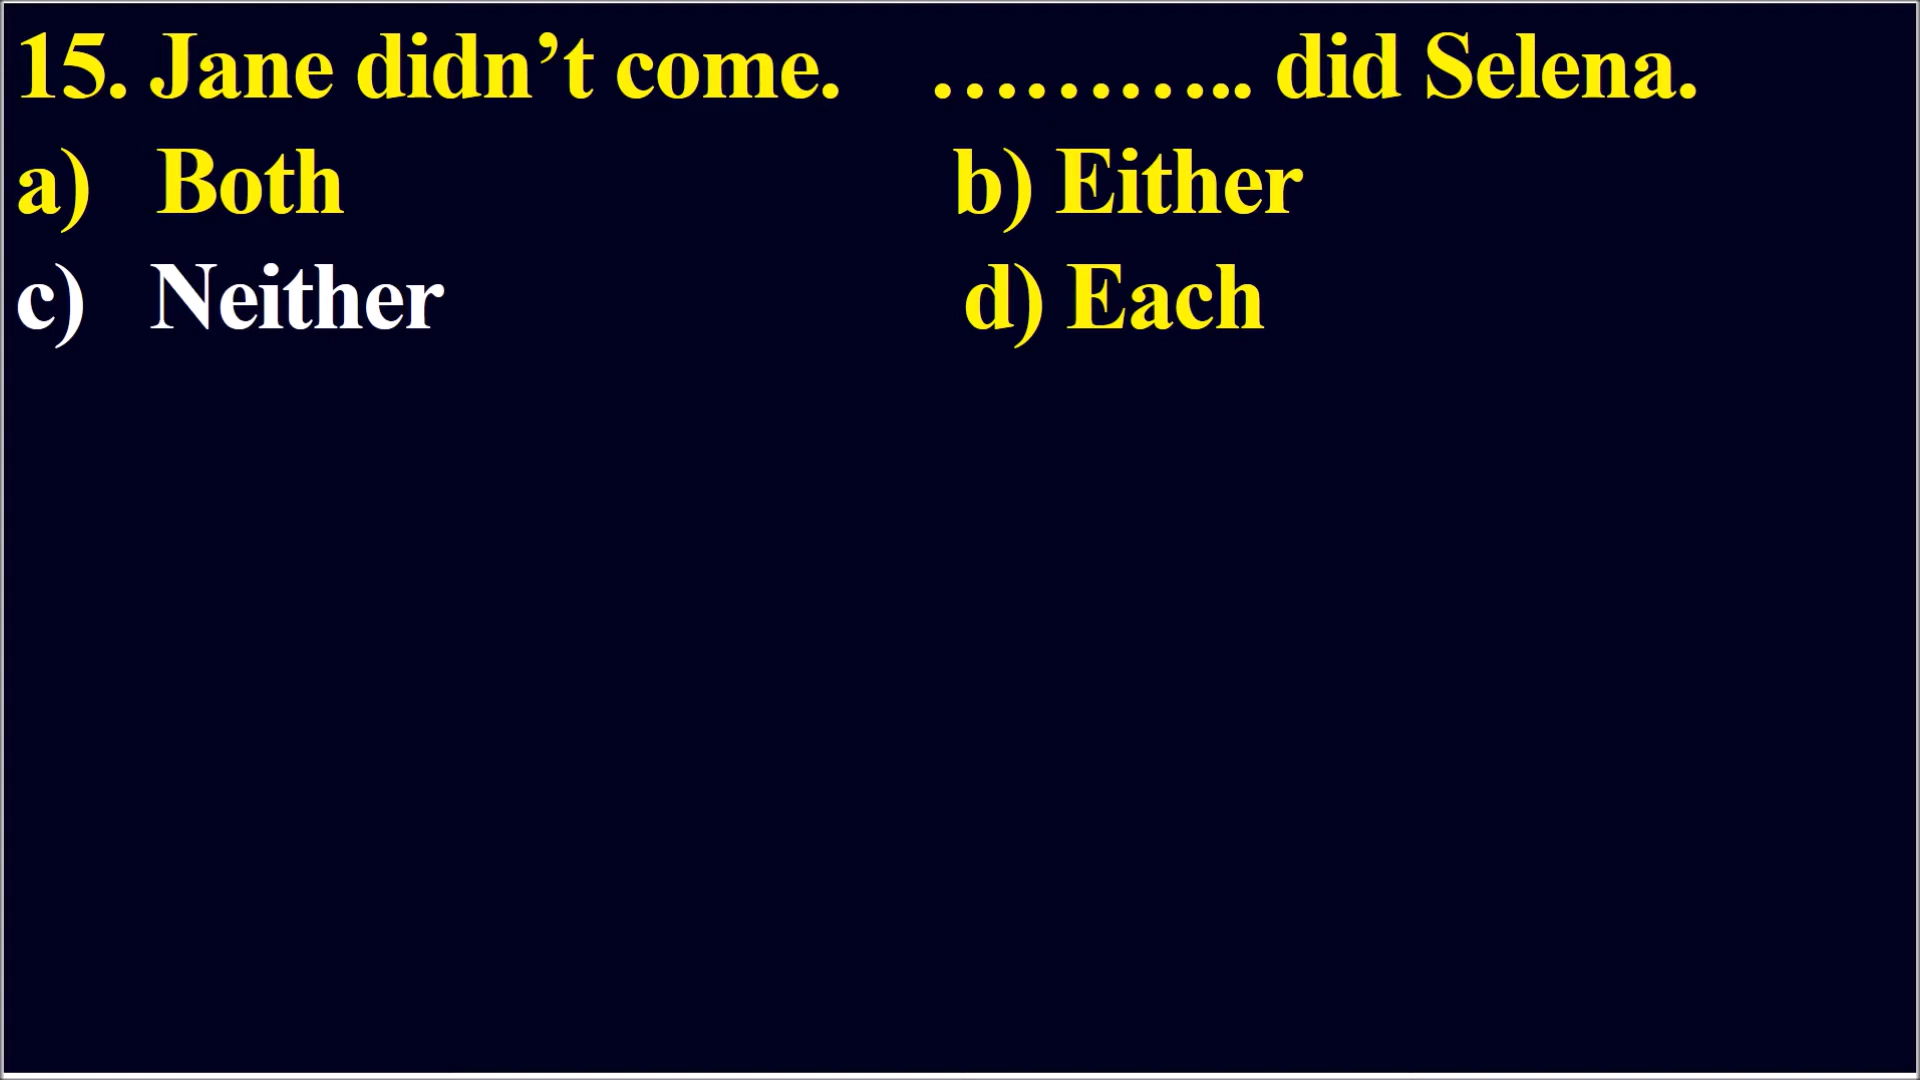 15. Jane didn’t come. ……….. did Selena.
a) Both b) Either
c) Neither d) Each